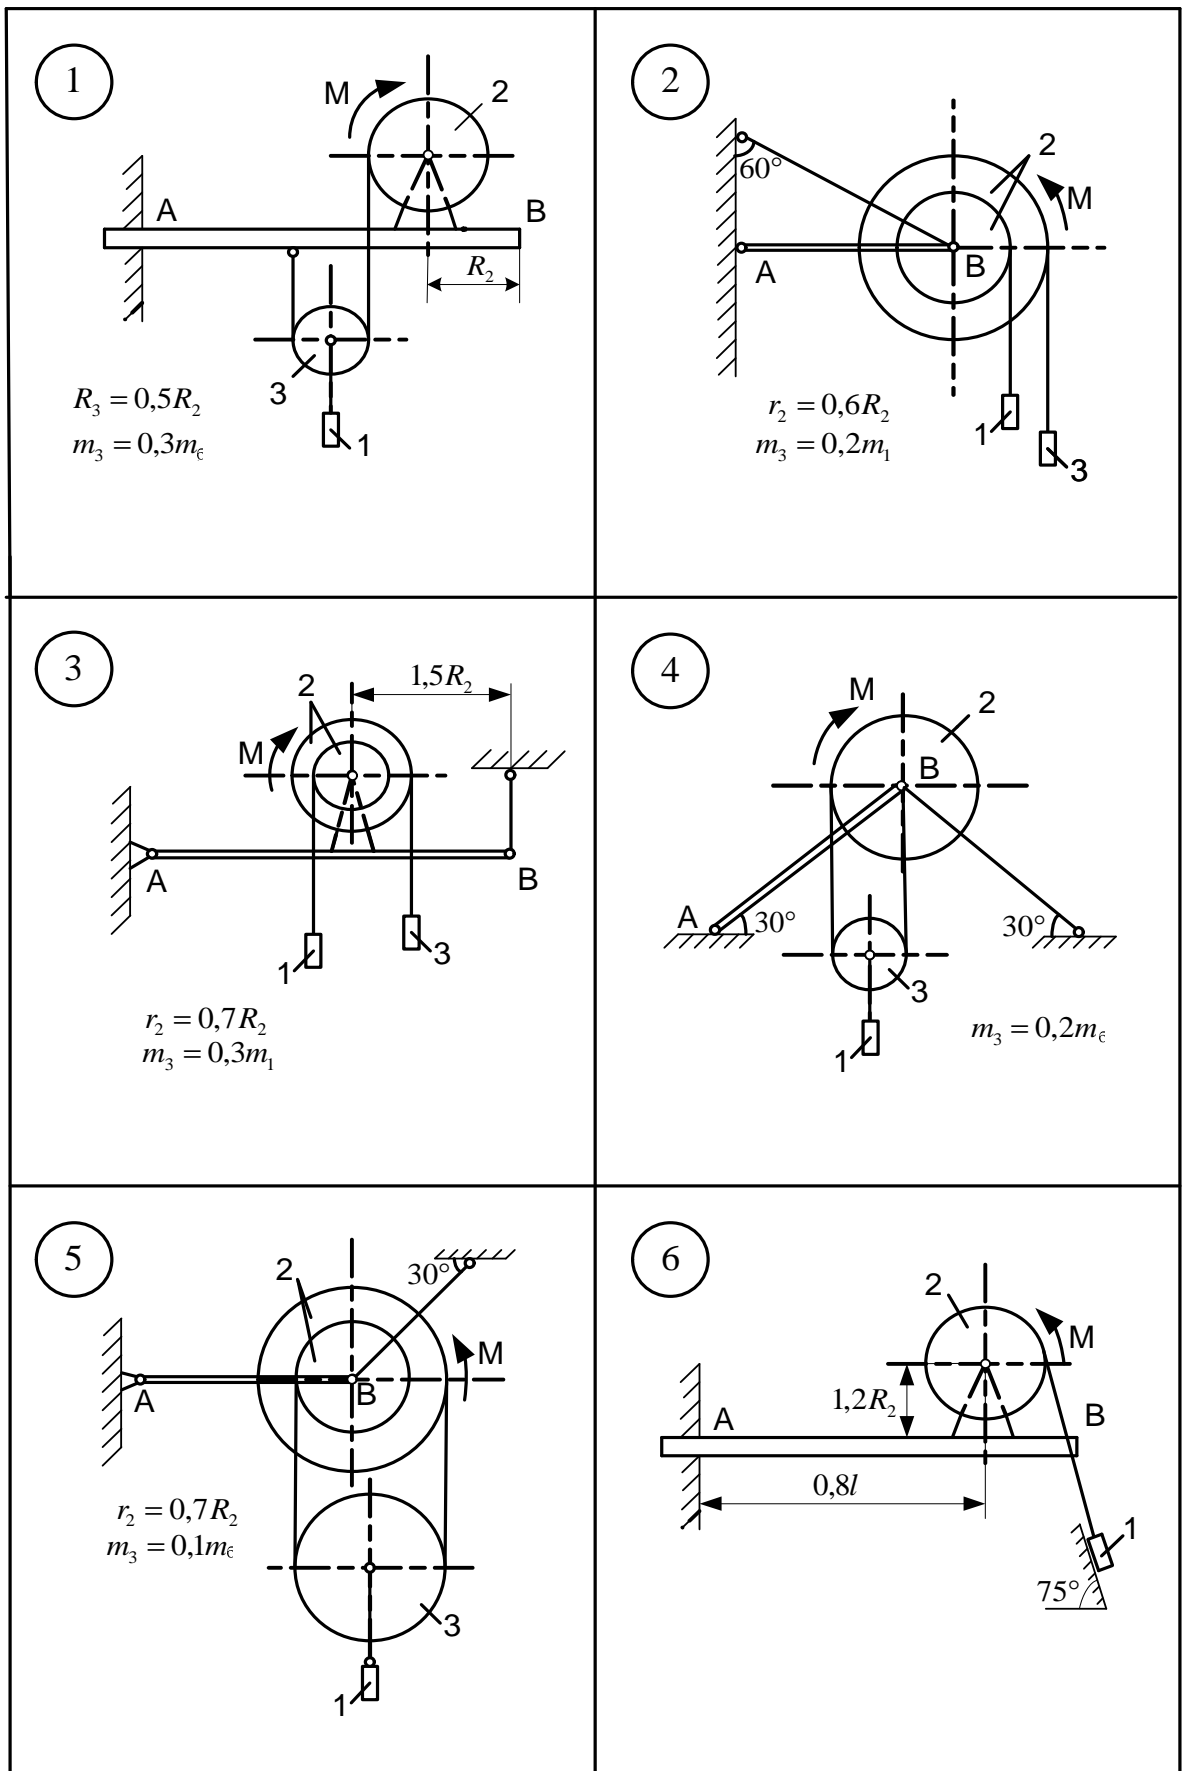 1
M
2
A
B
R₂
3
1
R₃ = 0,5R₂
m₃ = 0,3mб
2
60°
2
M
A
B
r₂ = 0,6R₂
m₃ = 0,2m₁
1
3
3
1,5R₂
2
M
A
B
1
3
r₂ = 0,7R₂
m₃ = 0,3m₁
4
M
2
B
A
30°
30°
3
1
m₃ = 0,2mб
5
2
30°
M
A
B
r₂ = 0,7R₂
m₃ = 0,1mб
3
1
6
2
M
1,2R₂
A
B
0,8l
1
75°